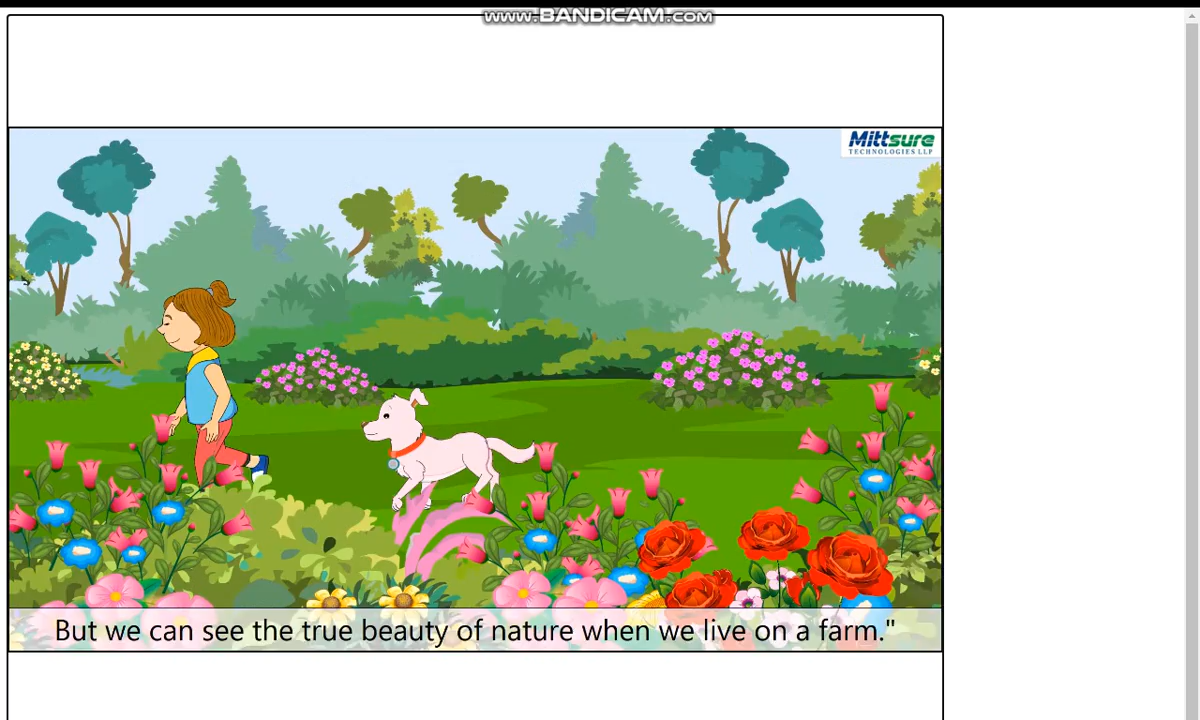 www.BANDICAM.com
Mittsure
TECHNOLOGIES LLP
But we can see the true beauty of nature when we live on a farm."